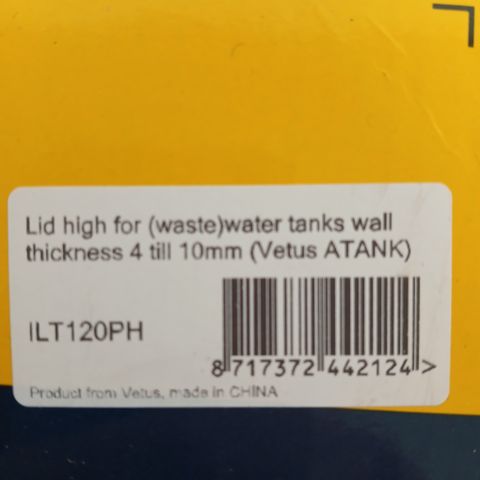 Lid high for (waste)water tanks wall
thickness 4 till 10mm (Vetus ATANK)
ILT120PH
8 717372 442124 >
Product from Vetus, made in CHINA